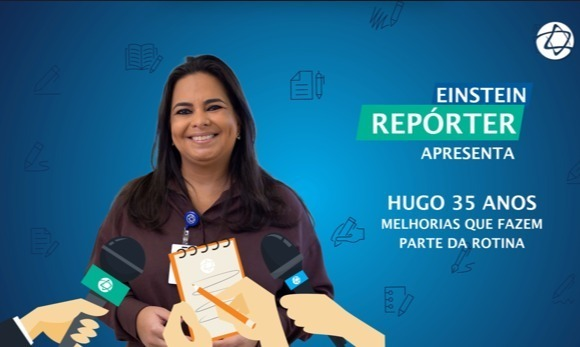 EINSTEIN
REPÓRTER
APRESENTA
HUGO 35 ANOS
MELHORIAS QUE FAZEM
PARTE DA ROTINA